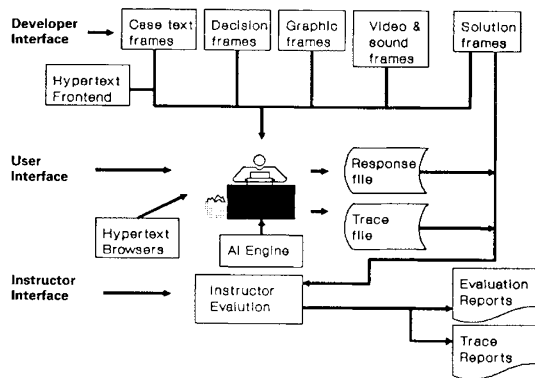 Developer
Interface
Case text
frames
Decision
frames
Graphic
frames
Video &
sound
frames
Solution
frames
Hypertext
Frontend
User
Interface
Response
file
Trace
file
Hypertext
Browsers
AI Engine
Instructor
Interface
Instructor
Evalution
Evaluation
Reports
Trace
Reports